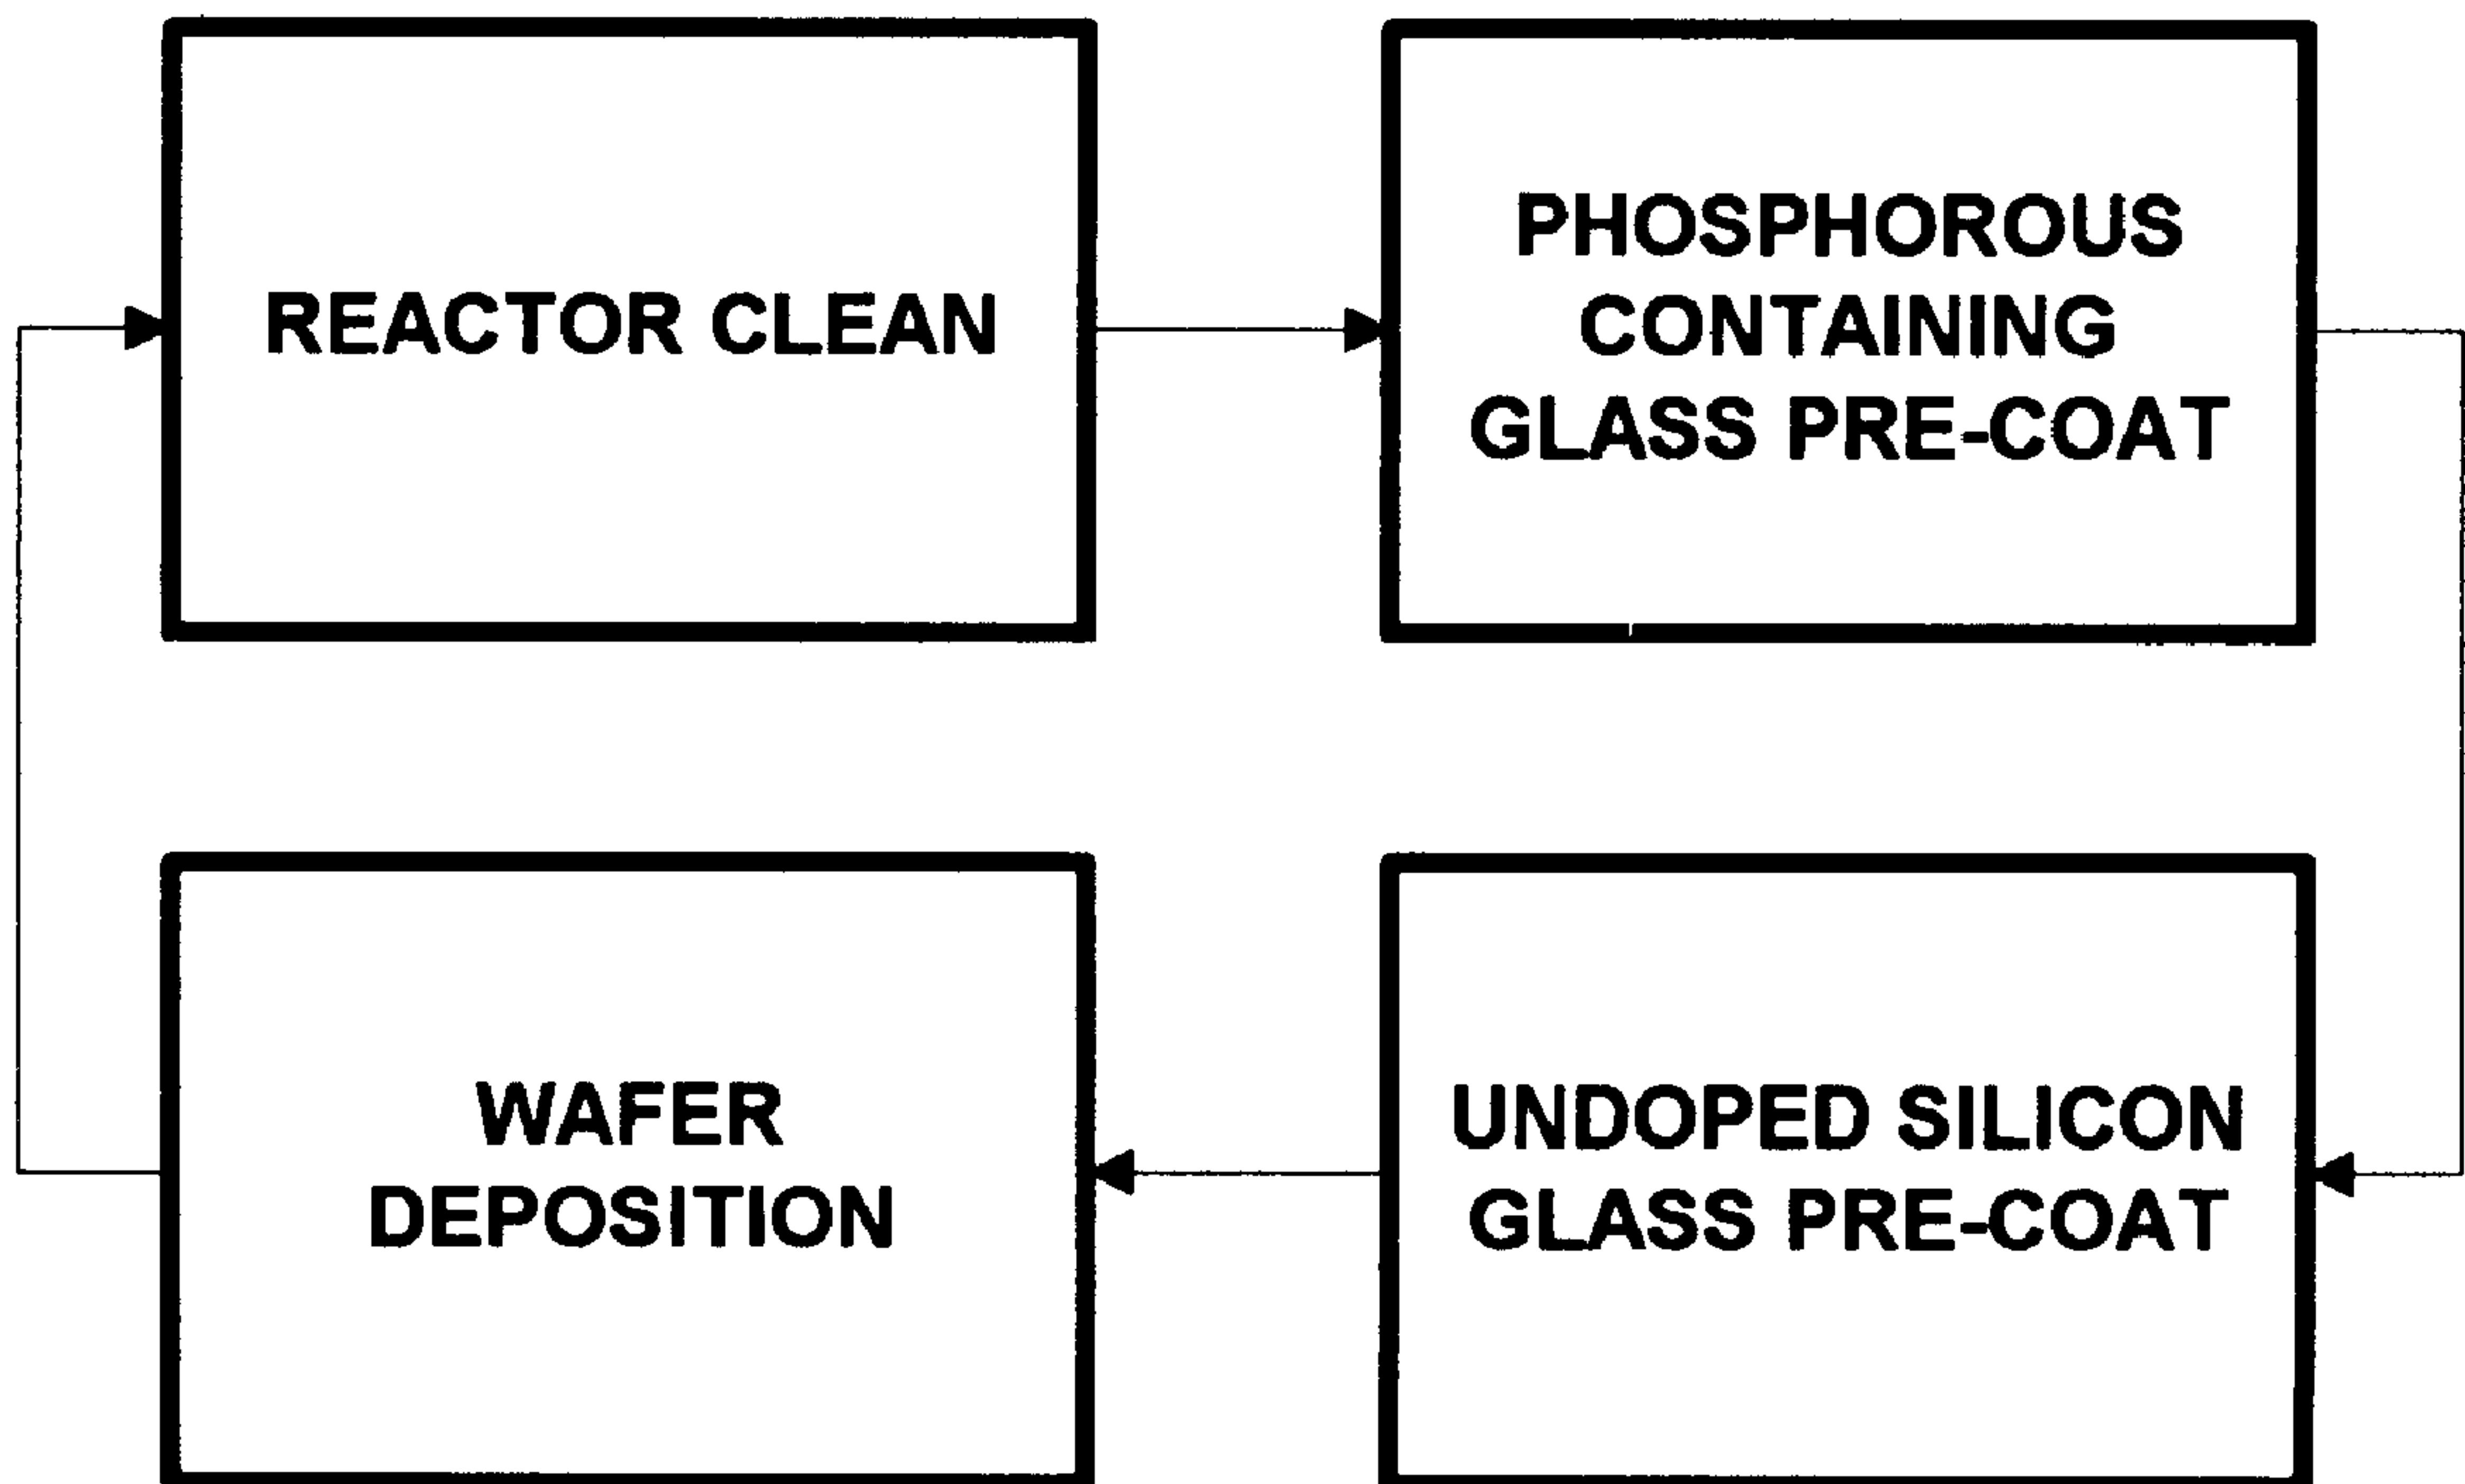 REACTOR CLEAN
PHOSPHOROUS
CONTAINING
GLASS PRE-COAT
WAFER
DEPOSITION
UNDOPED SILICON
GLASS PRE-COAT